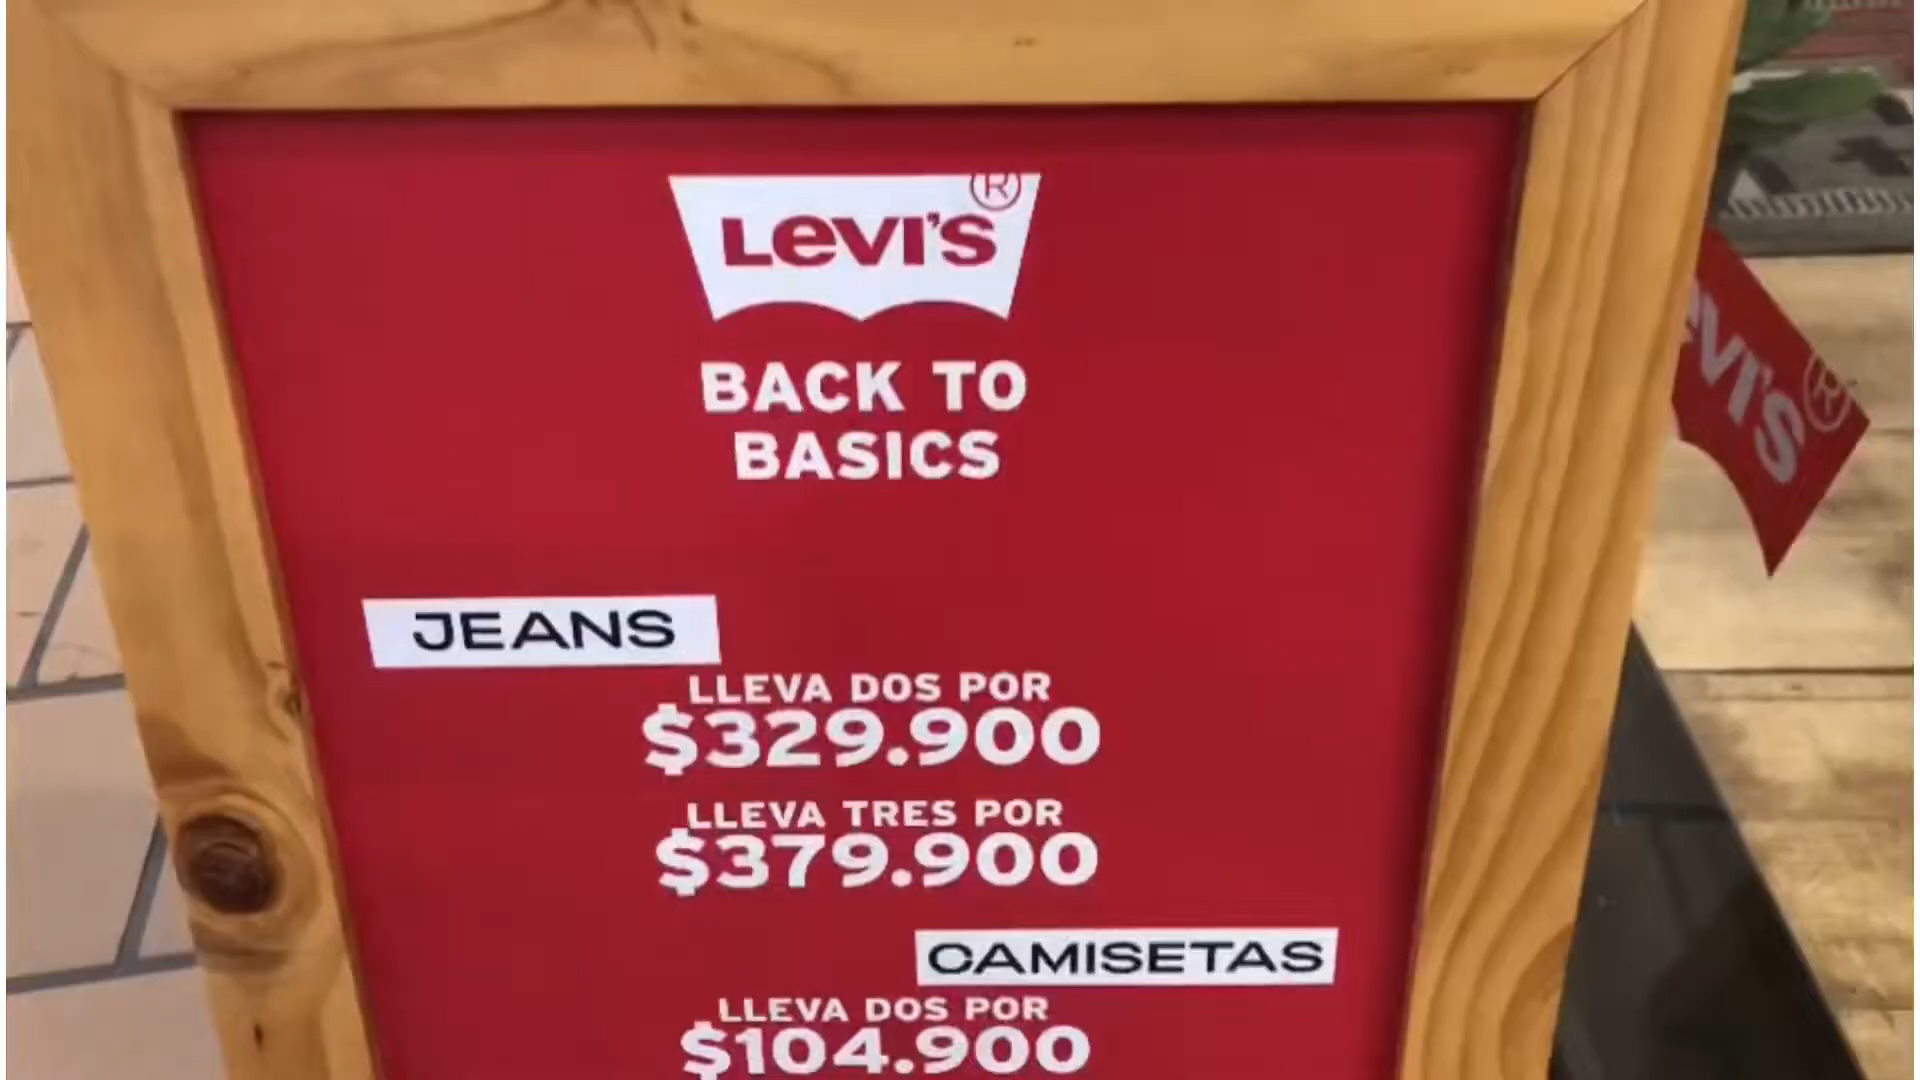 LEVI'S ®
BACK TO
BASICS
JEANS
LLEVA DOS POR
$329.900
LLEVA TRES POR
$379.900
CAMISETAS
LLEVA DOS POR
$104.900
EVI'S ®